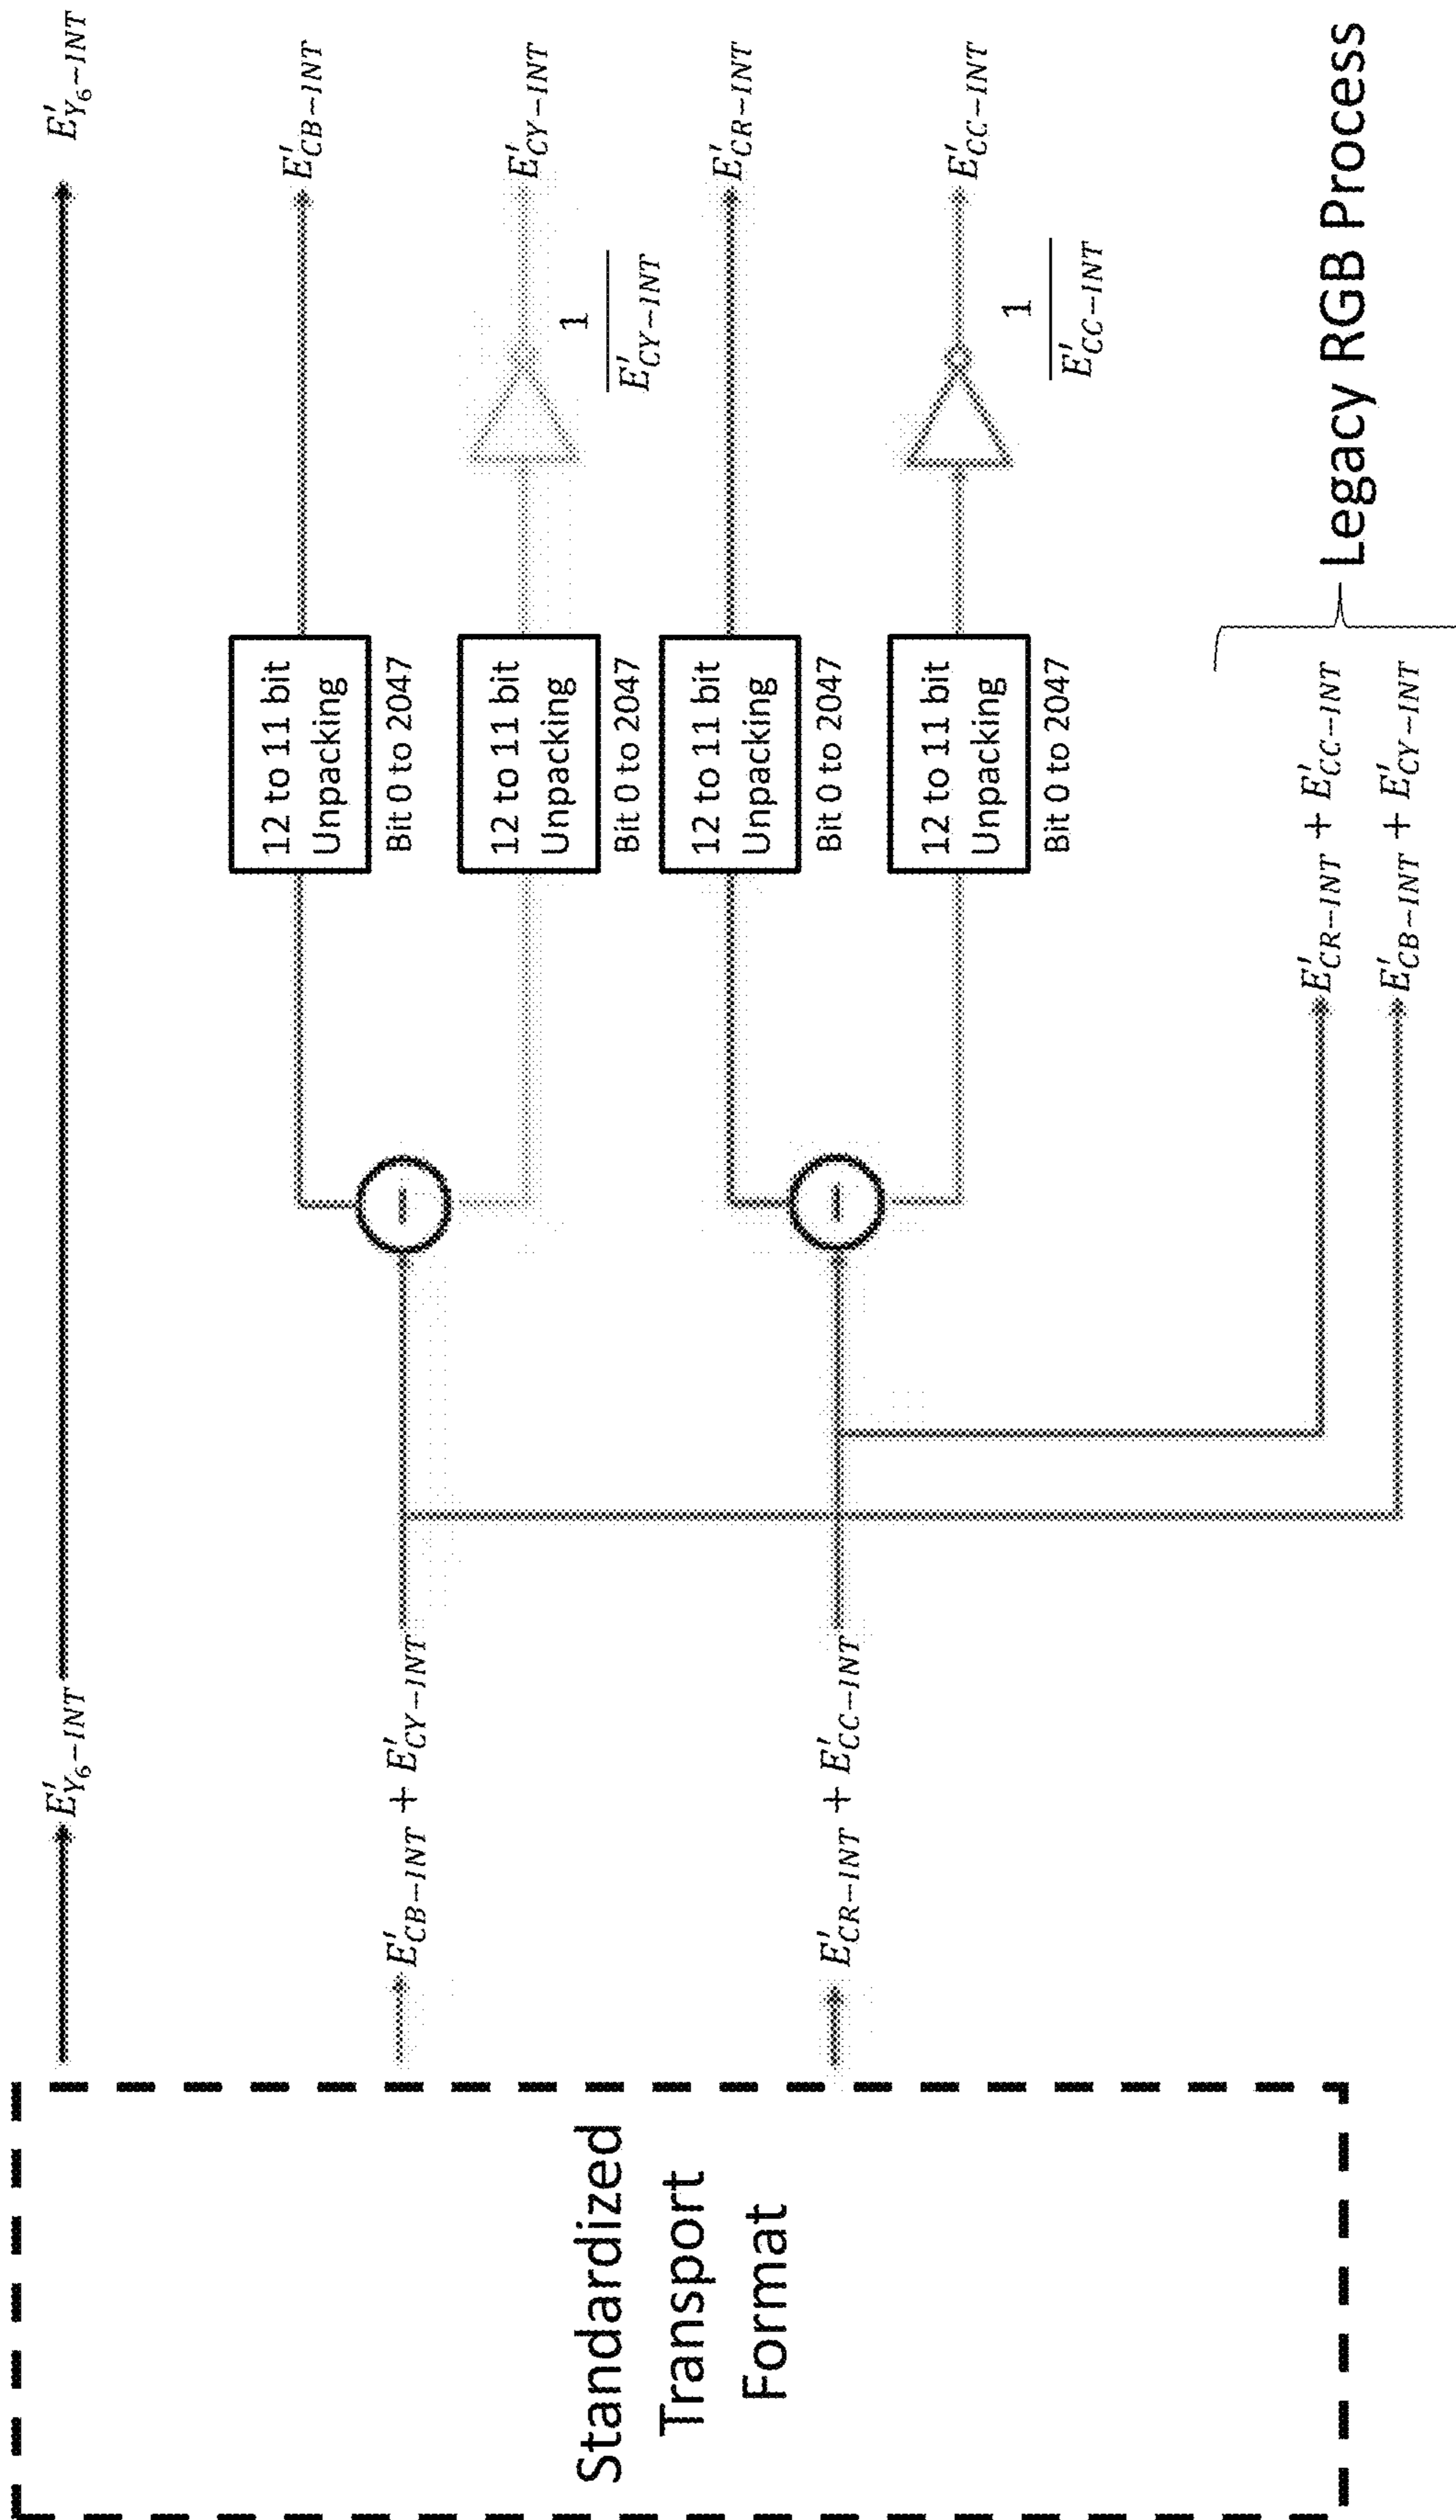 Standardized
Transport
Format
E'Y6−INT
E'CB−INT + E'CY−INT
E'CR−INT + E'CC−INT
−
−
12 to 11 bit
Unpacking
Bit 0 to 2047
12 to 11 bit
Unpacking
Bit 0 to 2047
12 to 11 bit
Unpacking
Bit 0 to 2047
12 to 11 bit
Unpacking
Bit 0 to 2047
1
E'CY−INT
1
E'CC−INT
E'Y6−INT
E'CB−INT
E'CY−INT
E'CR−INT
E'CC−INT
E'CR−INT + E'CC−INT
E'CB−INT + E'CY−INT
Legacy RGB Process